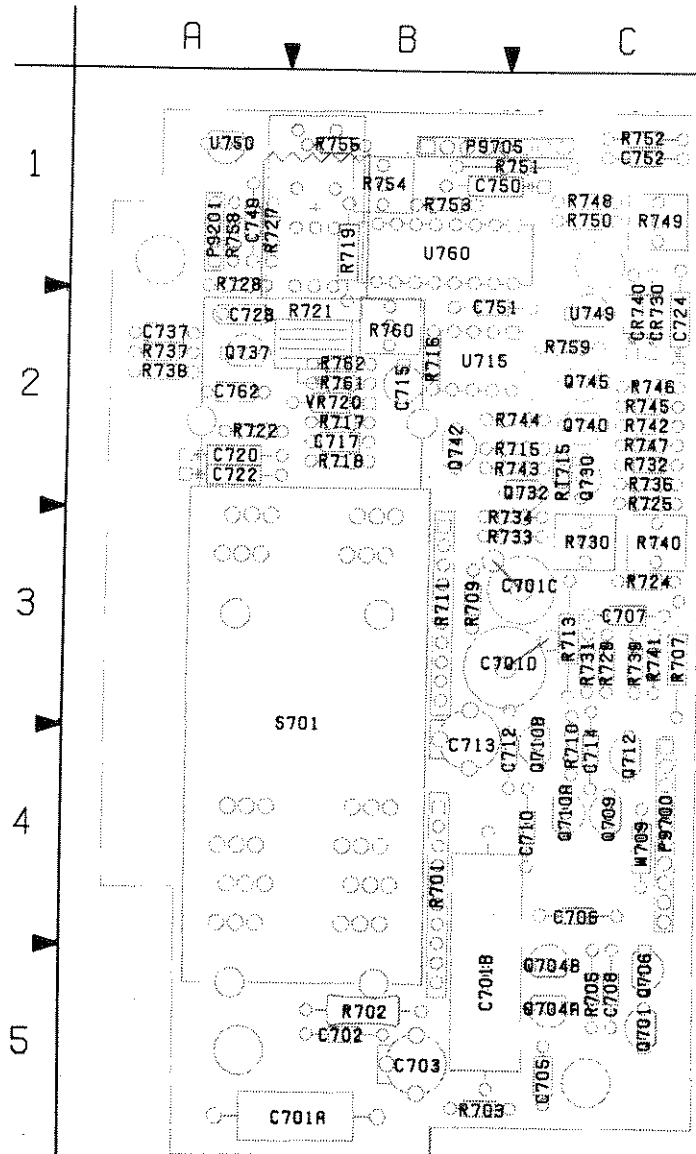 A B C
1
U750 R756 P9705 R752
C752
R751
R754 C750
P9201 R758 C749 R727 R719 R753 R748
R750 R749
U760
R728
C728 R721 R760 C751 U749 CR740 CR730 C724
2
C737
R737 Q737 R716 U715 R759
R738
R762 C715
R761 Q745 R746
C762 VR720 R745
R717 R744 Q740 R742
R722 C717 Q742 R715 RT715 Q730 R747
C720 R718 R743 R732
C722 Q732 R736
R725
3
R734
R733 R730 R740
R711 R709 C701C R724
C707
C701D R713 R731 R729 R739 R741 R707
S701
4
C713 C712 Q710B R710 C714 Q712
C710 Q710A Q709 W709 P9700
R701
C706
5
C701B Q704B R705 C708 Q706
Q704A Q701
R702
C702
C703 C705
R703
C701A